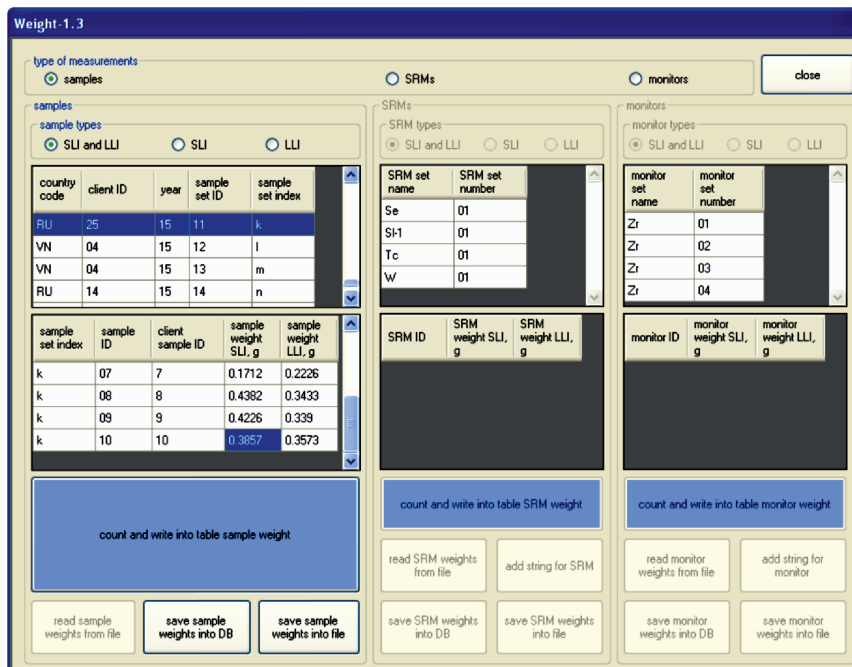 Weight-1.3
type of measurements
samples SRMs monitors close
samples
sample types
SLI and LLI SLI LLI
country code client ID year sample set ID sample set index
RU 25 15 11 k
VN 04 15 12 l
VN 04 15 13 m
RU 14 15 14 n
sample set index sample ID client sample ID sample weight SLI, g sample weight LLI, g
k 07 7 0.1712 0.2226
k 08 8 0.4382 0.3433
k 09 9 0.4226 0.339
k 10 10 0.3857 0.3573
count and write into table sample weight
read sample weights from file
save sample weights into DB
save sample weights into file
SRMs
SRM types
SLI and LLI SLI LLI
SRM set name SRM set number
Se 01
SI-1 01
Tc 01
W 01
SRM ID SRM weight SLI, g SRM weight LLI, g
count and write into table SRM weight
read SRM weights from file
add string for SRM
save SRM weights into DB
save SRM weights into file
monitors
monitor types
SLI and LLI SLI LLI
monitor set name monitor set number
Zr 01
Zr 02
Zr 03
Zr 04
monitor ID monitor weight SLI, g monitor weight LLI, g
count and write into table monitor weight
read monitor weights from file
add string for monitor
save monitor weights into DB
save monitor weights into file